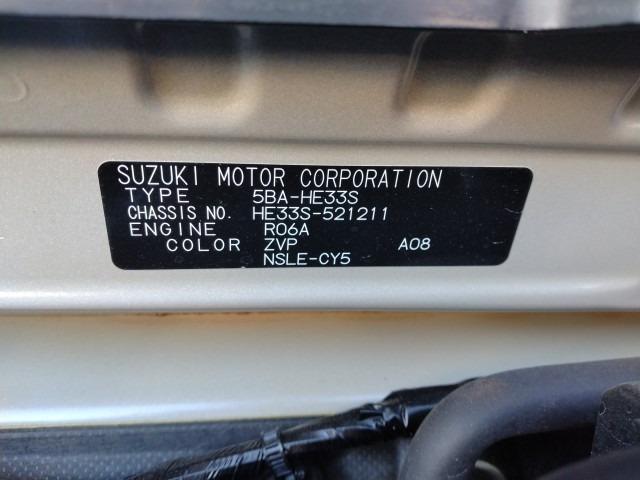 SUZUKI MOTOR CORPORATION
TYPE 5BA-HE33S
CHASSIS NO. HE33S-521211
ENGINE R06A
COLOR ZVP A08
NSLE-CY5